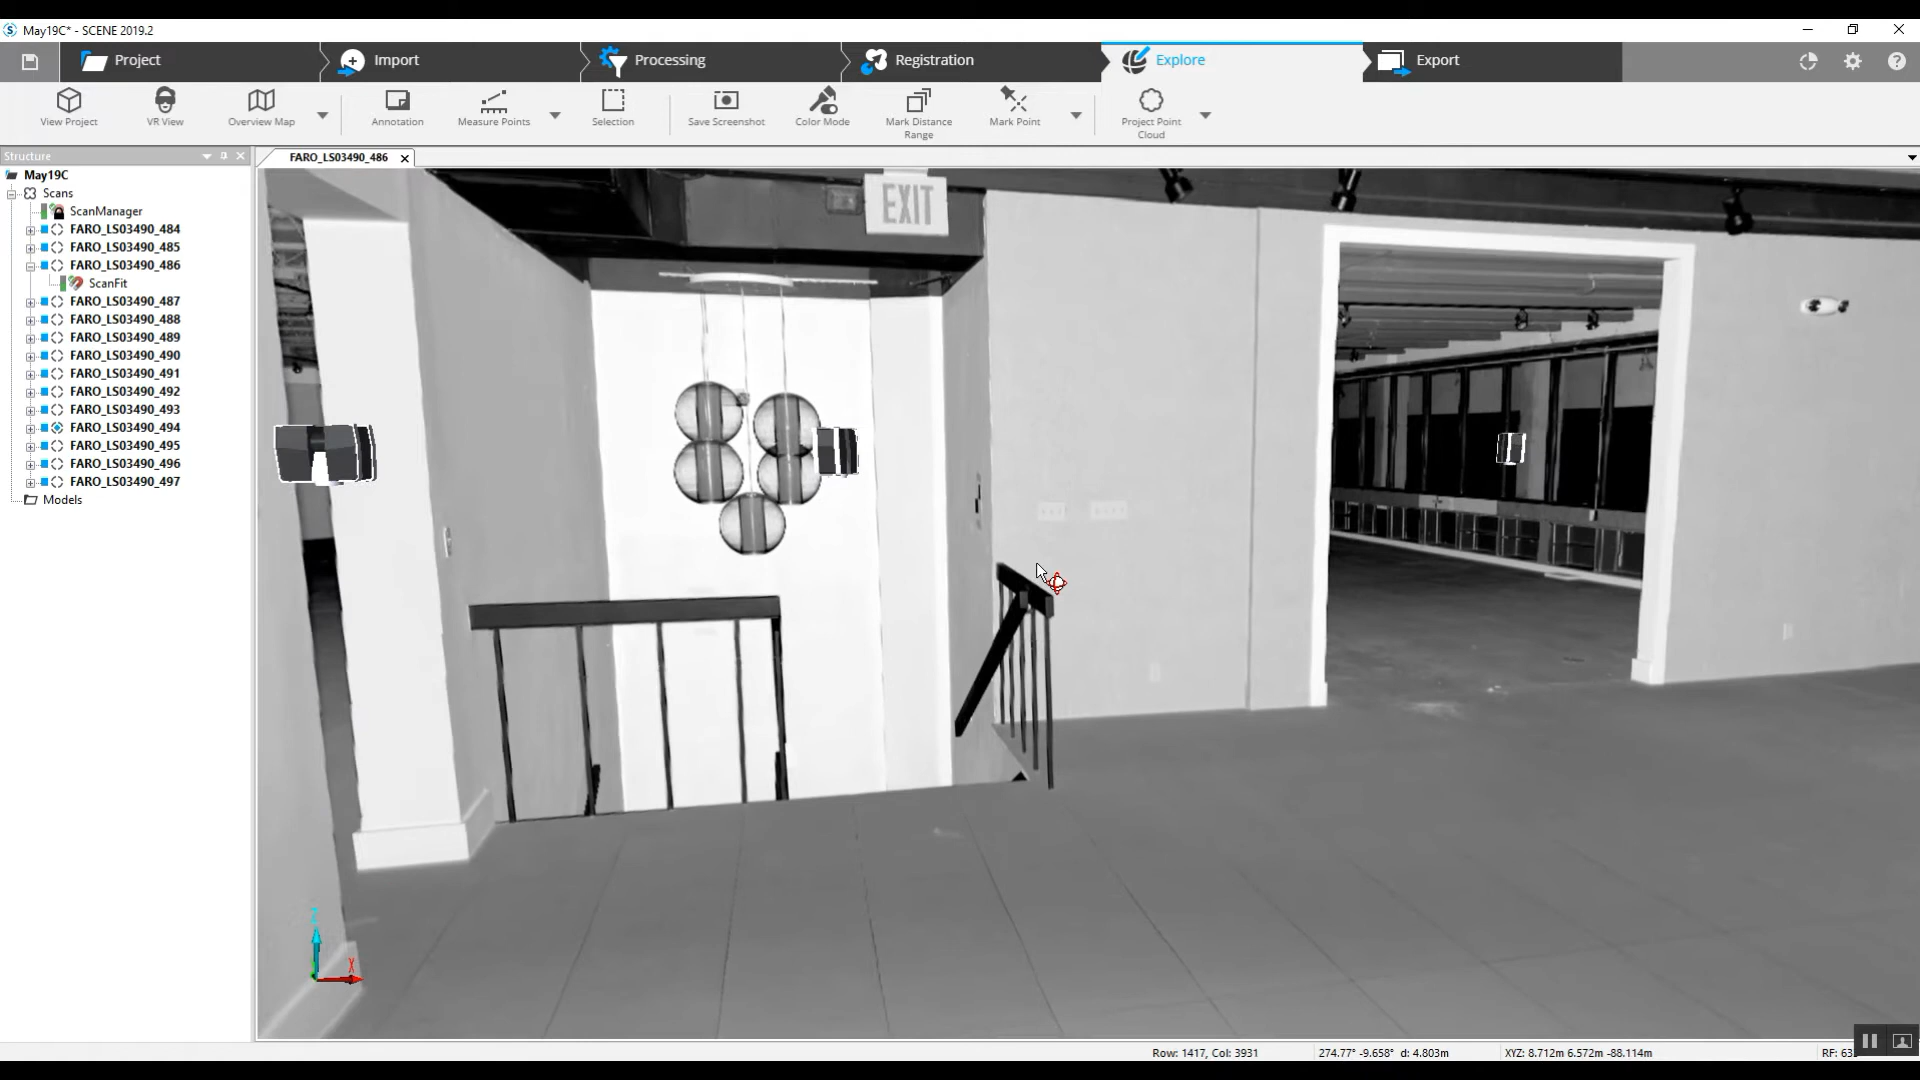 May19C* - SCENE 2019.2
Project
Import
Processing
Registration
Explore
Export
View Project
VR View
Overview Map
Annotation
Measure Points
Selection
Save Screenshot
Color Mode
Mark Distance
Range
Mark Point
Project Point
Cloud
Structure
FARO_LS03490_486
May19C
Scans
ScanManager
FARO_LS03490_484
FARO_LS03490_485
FARO_LS03490_486
ScanFit
FARO_LS03490_487
FARO_LS03490_488
FARO_LS03490_489
FARO_LS03490_490
FARO_LS03490_491
FARO_LS03490_492
FARO_LS03490_493
FARO_LS03490_494
FARO_LS03490_495
FARO_LS03490_496
FARO_LS03490_497
Models
EXIT
Z
X
Row: 1417, Col: 3931
274.77° -9.658° d: 4.803m
XYZ: 8.712m 6.572m -88.114m